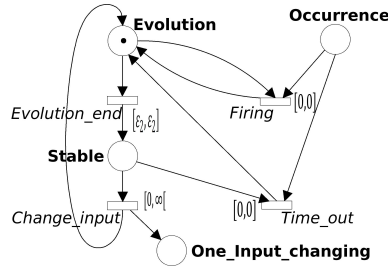 Evolution
Occurrence
Evolution_end
[ε₂,ε₂]
Firing
[0,0]
Stable
Change_input
[0,∞[
[0,0]
Time_out
One_Input_changing